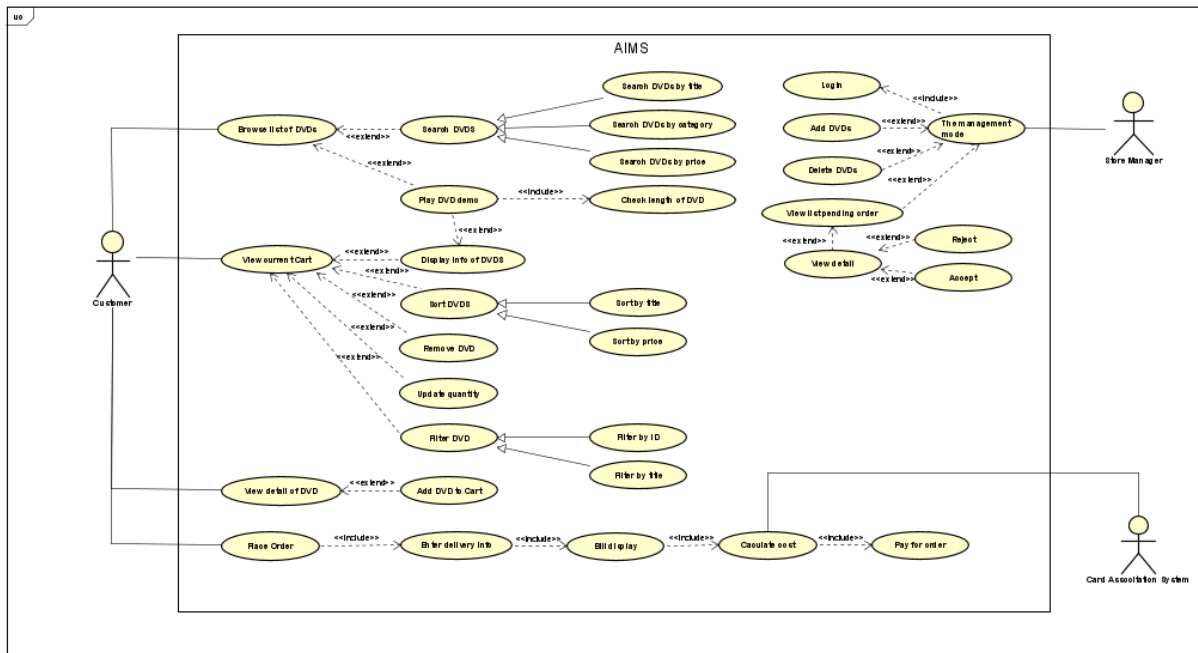 uc
AIMS
Search DVDs by title
Login
<<include>>
Browse list of DVDs
<<extend>>
Search DVDS
Search DVDs by category
Add DVDs
<<extend>>
The management
mode
Store Manager
Search DVDs by price
Delete DVDs
<<extend>>
<<extend>>
<<extend>>
Play DVD demo
<<include>>
Check length of DVD
View list pending order
<<extend>>
<<extend>>
<<extend>>
Reject
View current Cart
<<extend>>
Display info of DVDS
View detail
<<extend>>
Accept
Customer
<<extend>>
Sort DVDS
Sort by title
<<extend>>
Remove DVD
Sort by price
<<extend>>
Update quantity
Filter DVD
Filter by ID
Filter by title
View detail of DVD
<<extend>>
Add DVD to Cart
Place Order
<<include>>
Enter delivery info
<<include>>
Bill display
<<include>>
Caculate cost
<<include>>
Pay for order
Card Associtation System